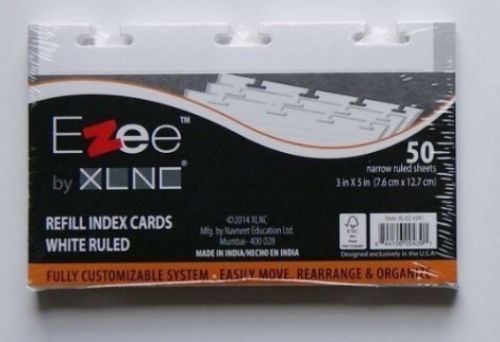 Ezee™
by XLNC®
50
narrow ruled sheets
3 in X 5 in (7.6 cm x 12.7 cm)
REFILL INDEX CARDS
WHITE RULED
©2014 XLNC
Mfg. by Navneet Education Ltd.
Mumbai- 400 028
MADE IN INDIA/HECHO EN INDIA
FSC
Designed exclusively in the U.S.A
FULLY CUSTOMIZABLE SYSTEM • EASILY MOVE, REARRANGE & ORGANIZE